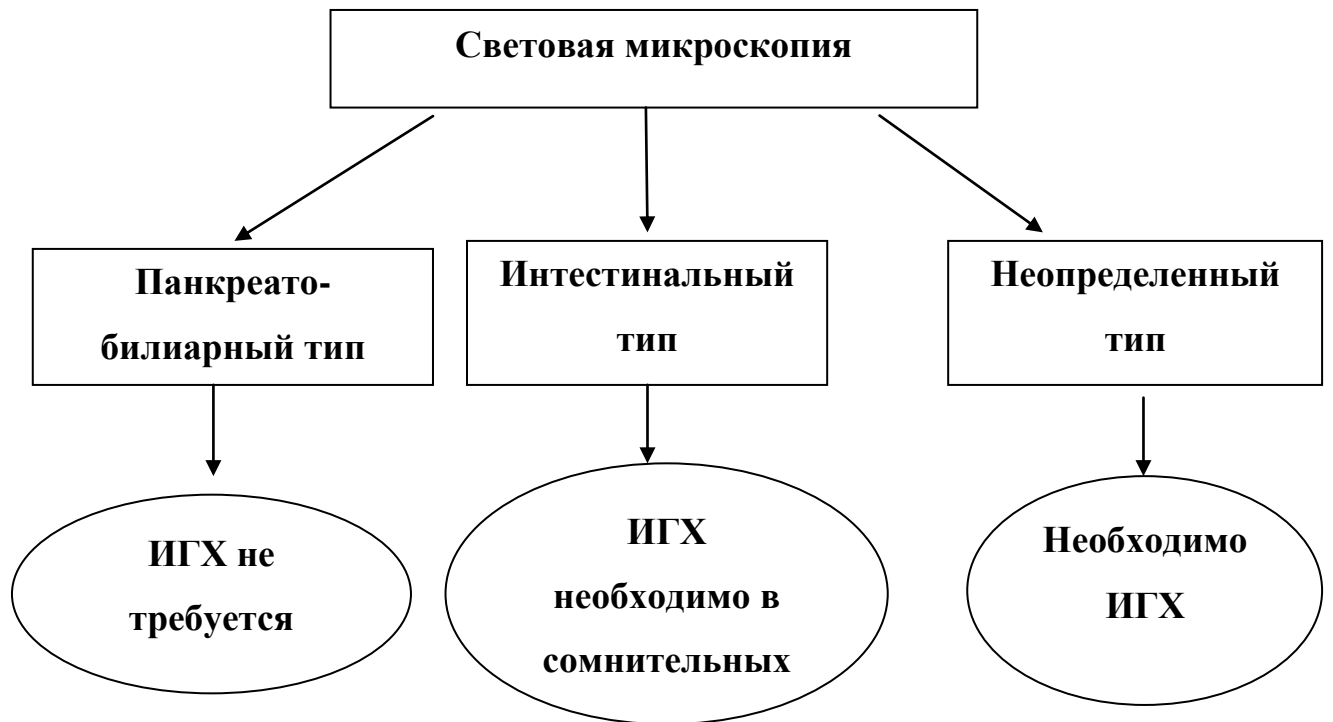 Световая микроскопия
Панкреато-
билиарный тип
Интестинальный
тип
Неопределенный
тип
ИГХ не
требуется
ИГХ
необходимо в
сомнительных
Необходимо
ИГХ